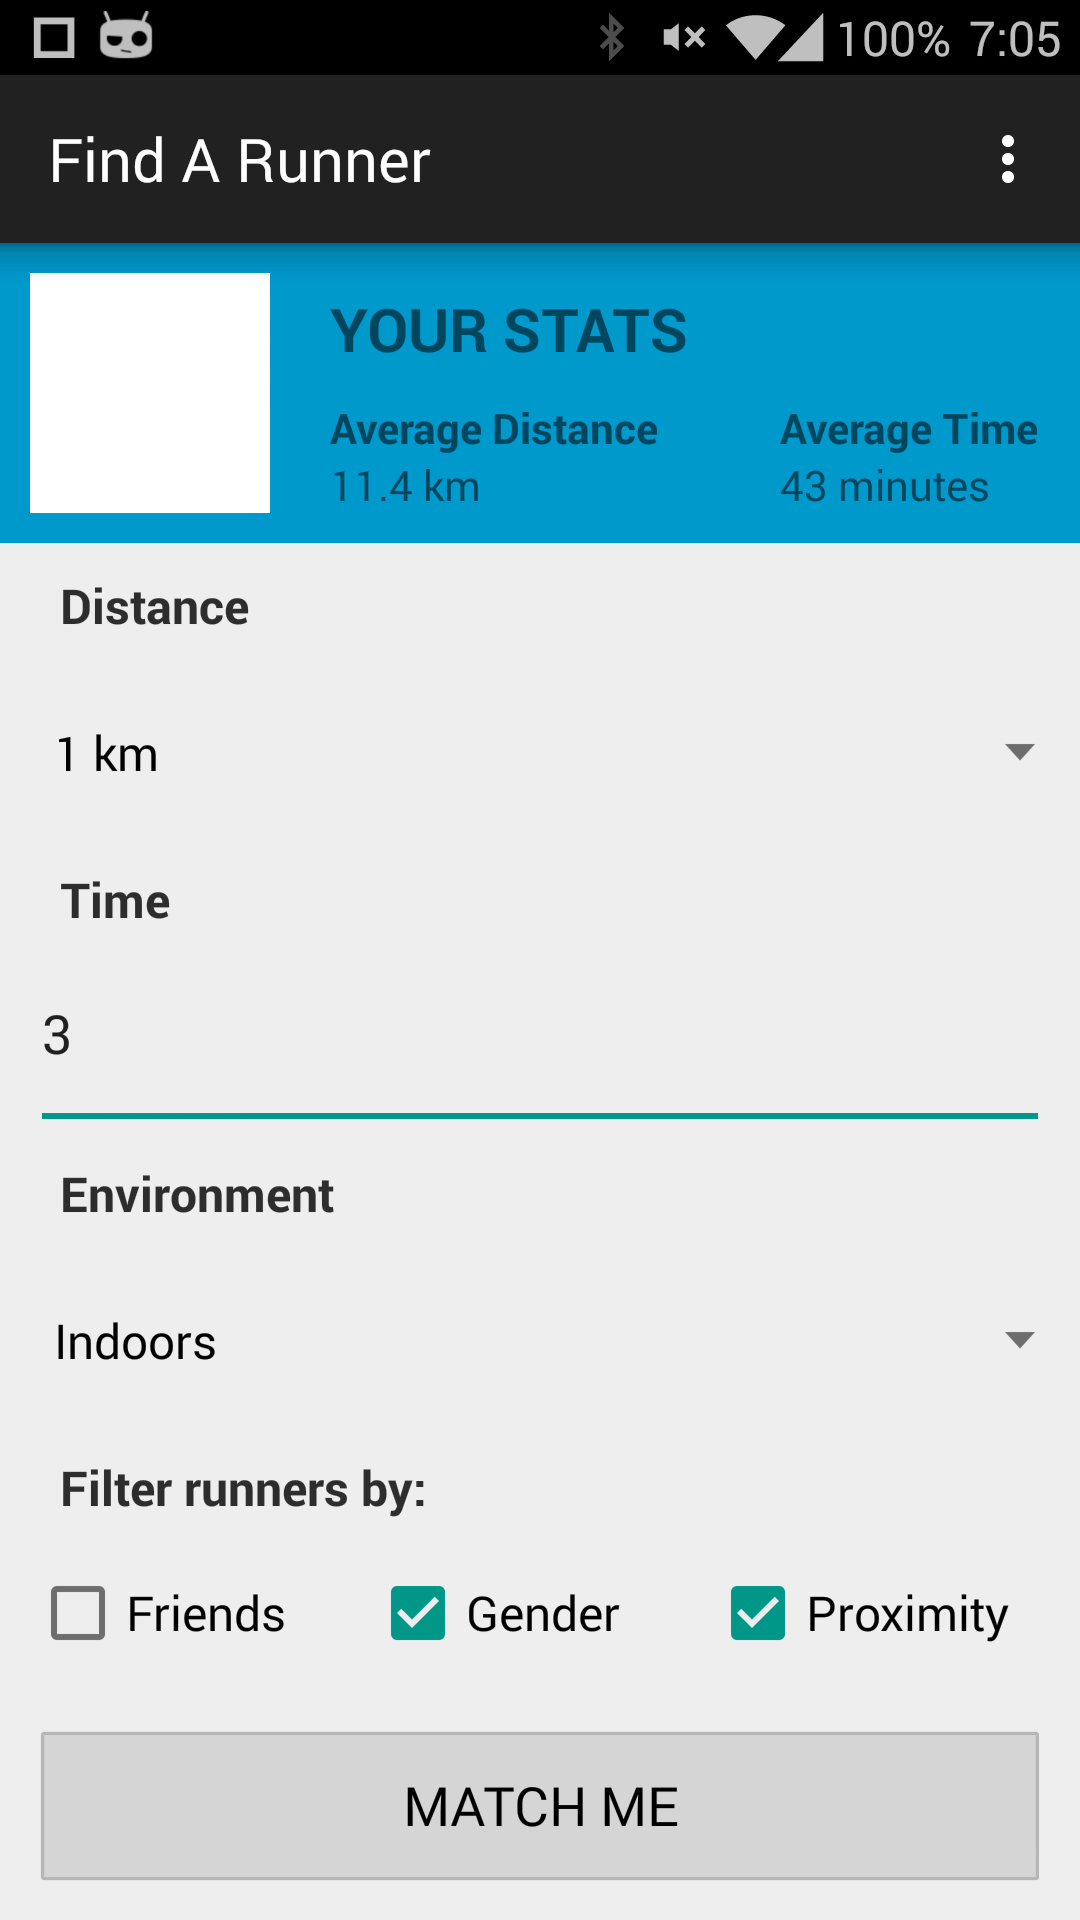 100% 7:05
Find A Runner
YOUR STATS
Average Distance Average Time
11.4 km 43 minutes
Distance
1 km
Time
3
Environment
Indoors
Filter runners by:
Friends Gender Proximity
MATCH ME